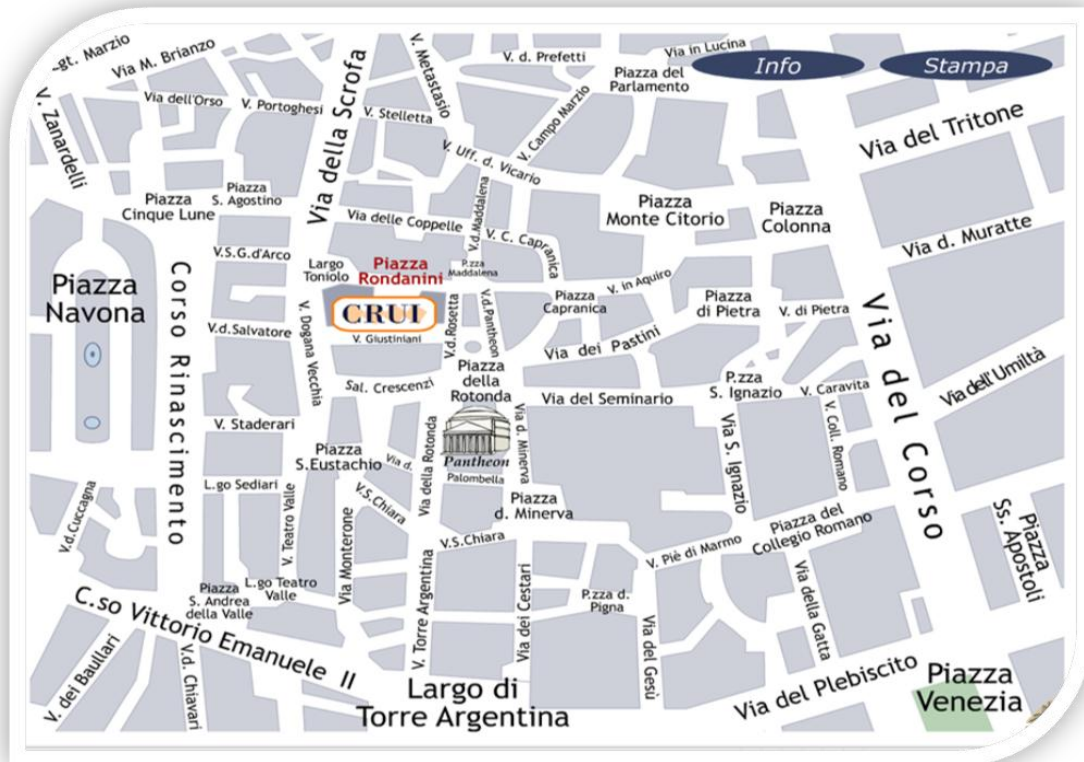 -gt. Marzio
Via M. Brianzo
V. Metastasio
V. d. Prefetti
Via in Lucina
Info
Stampa
Piazza del
Parlamento
V. Zanardelli
Via dell'Orso
V. Portoghesi
Via della Scrofa
V. Stelletta
V. Campo Marzio
Via del Tritone
V. Uff. d. Vicario
Piazza
Cinque Lune
Piazza
S. Agostino
Via delle Coppelle
V.d.Maddalena
V. C. Capranica
Piazza
Monte Citorio
Piazza
Colonna
Via d. Muratte
V.S.G.d'Arco
Largo
Toniolo
Piazza
Rondanini
P.zza
Maddalena
V. in Aquiro
Piazza
Navona
Corso Rinascimento
V. Dogana Vecchia
CRUI
V. Giustiniani
V.d.Rosetta
V.d.Pantheon
Piazza
Capranica
Piazza
di Pietra
V. di Pietra
Via del Corso
V.d.Salvatore
Via dei Pastini
Via dell'Umiltà
Sal. Crescenzi
Piazza
della
Rotonda
P.zza
S. Ignazio
V. Caravita
Via del Seminario
V. Staderari
Via della Rotonda
Via d. Minerva
Via S. Ignazio
V. Coll. Romano
Piazza
S.Eustachio
Via d.
Pantheon
Palombella
L.go Sediari
V.d.Cuccagna
V. Teatro Valle
V.S.Chiara
Piazza
d. Minerva
Via Monterone
V.S.Chiara
V. Piè di Marmo
Piazza del
Collegio Romano
Piazza
Ss. Apostoli
Piazza
S. Andrea
della Valle
L.go Teatro
Valle
V. Torre Argentina
Via dei Cestari
P.zza d.
Pigna
Via del Gesù
Via della Gatta
C.so Vittorio Emanuele II
V. dei Baullari
V.d. Chiavari
Largo di
Torre Argentina
Via del Plebiscito
Piazza
Venezia